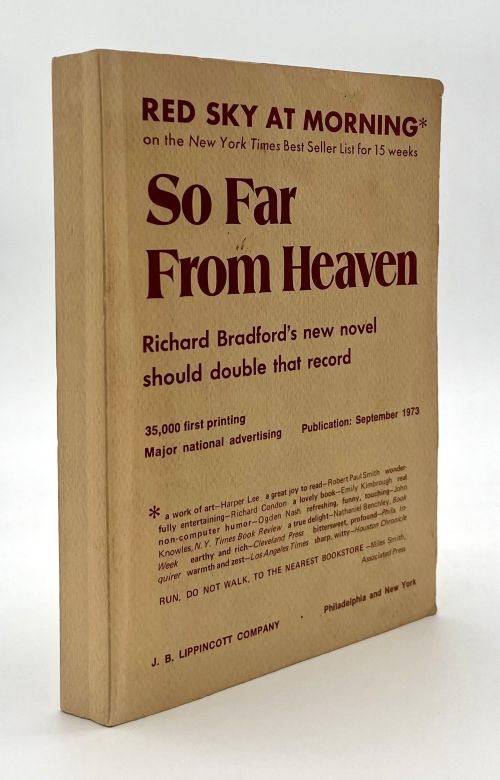 RED SKY AT MORNING*
on the New York Times Best Seller List for 15 weeks
So Far
From Heaven
Richard Bradford's new novel
should double that record
35,000 first printing
Major national advertising
Publication: September 1973
* a work of art—Harper Lee a great joy to read—Robert Paul Smith wonder-
fully entertaining—Richard Condon a lovely book—Emily Kimbrough real
non-computer humor—Ogden Nash refreshing, funny, touching—John
Knowles, N.Y. Times Book Review a true delight—Nathaniel Benchley, Book
Week earthy and rich—Cleveland Press bittersweet, profound—Phila. In-
quirer warmth and zest—Los Angeles Times sharp, witty—Houston Chronicle
RUN, DO NOT WALK, TO THE NEAREST BOOKSTORE—Miles Smith,
Associated Press
J. B. LIPPINCOTT COMPANY
Philadelphia and New York